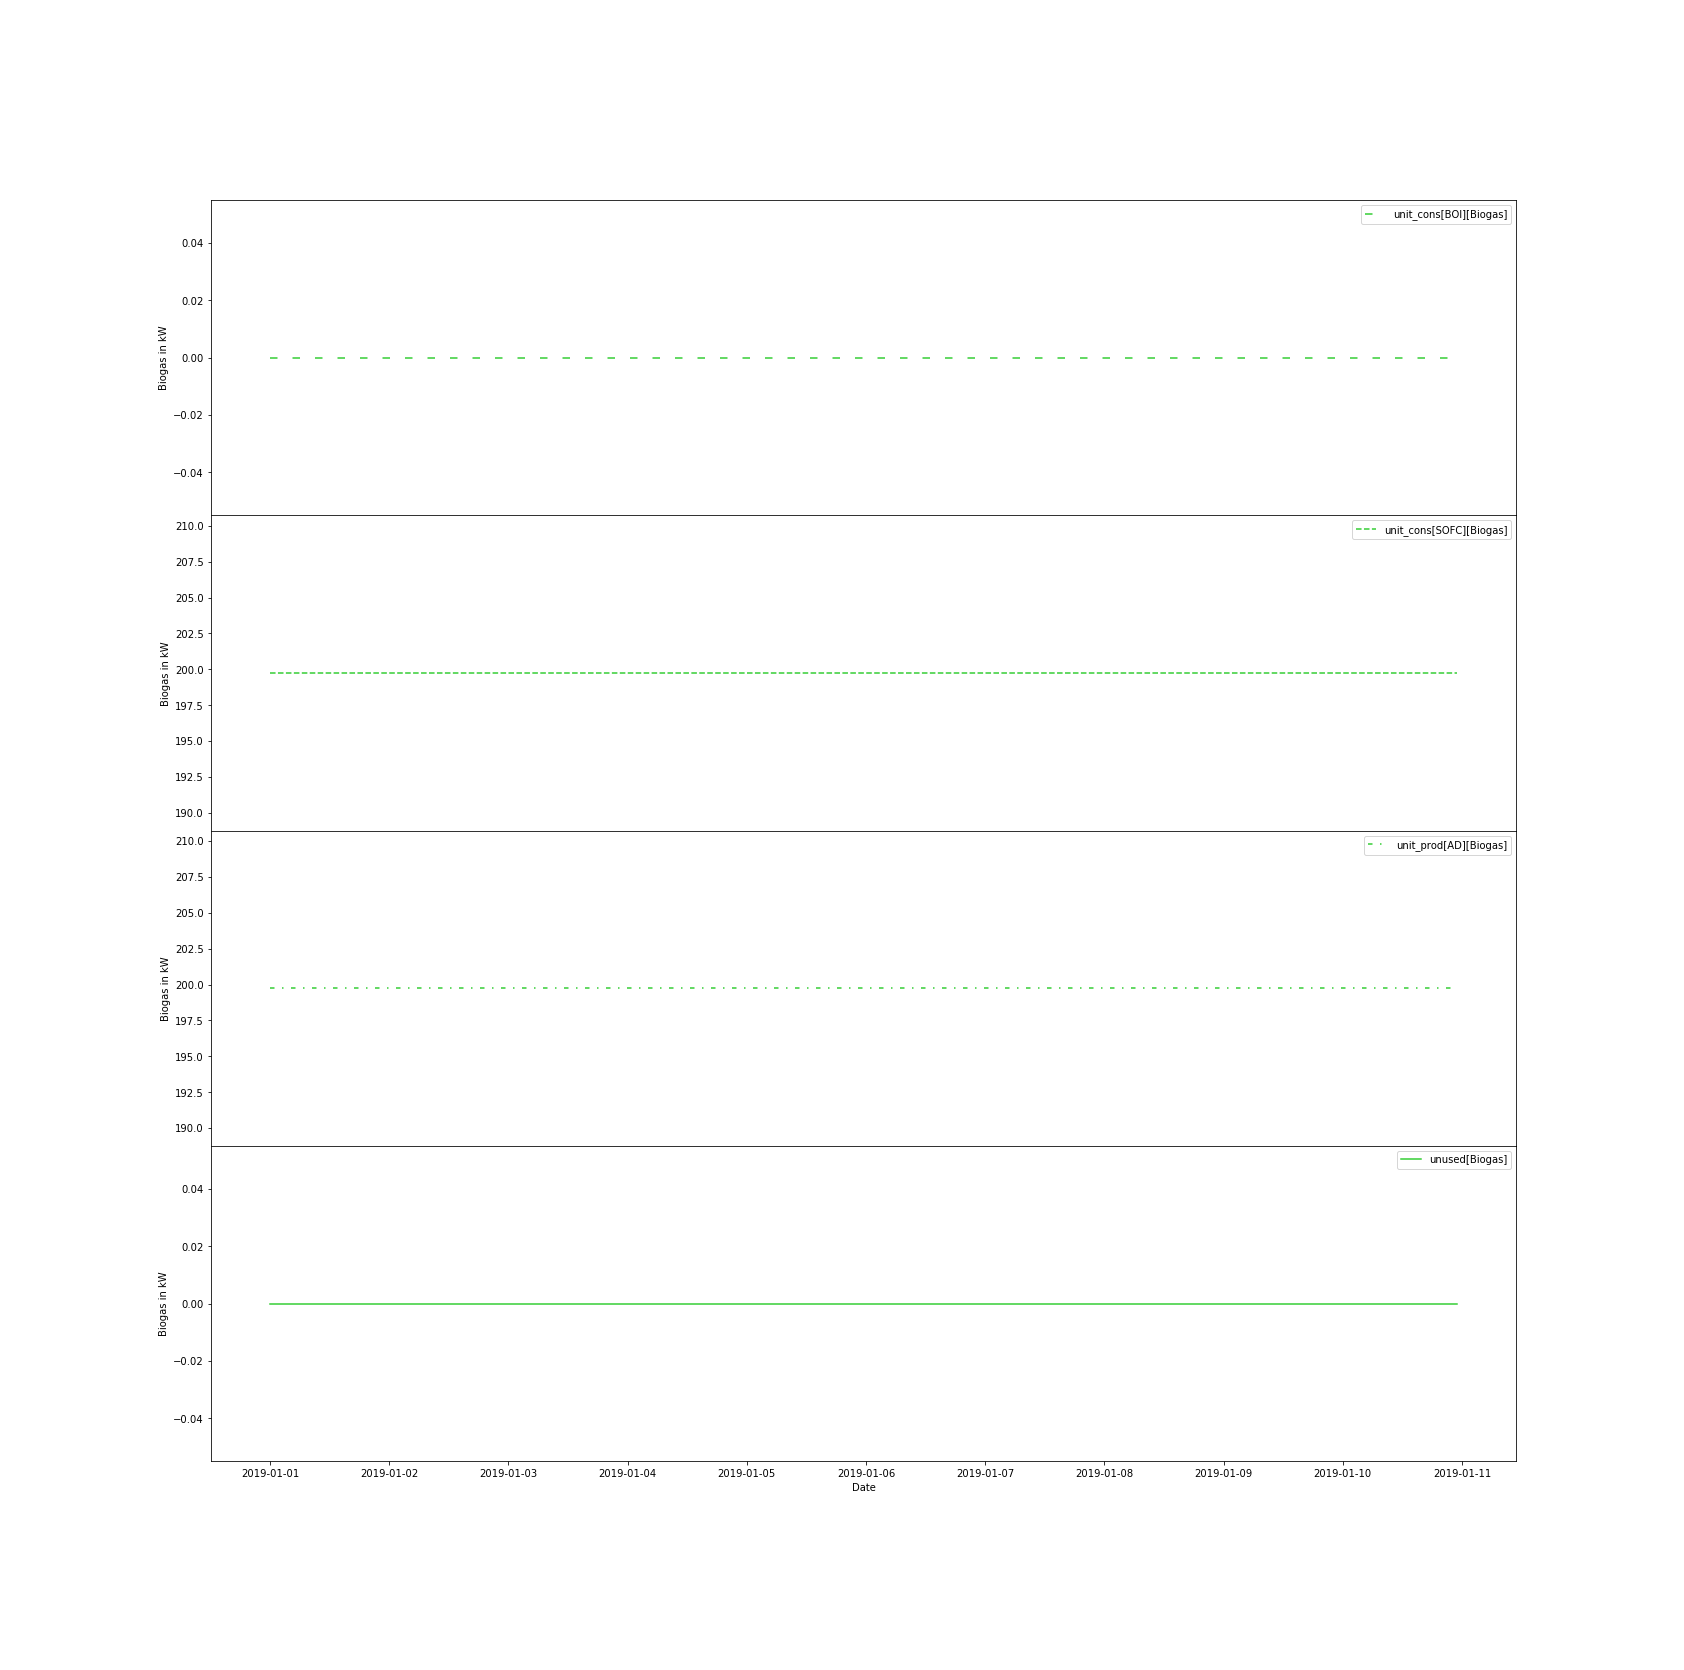 unit_cons[BOI][Biogas]
0.04
0.02
0.00
−0.02
−0.04
Biogas in kW
unit_cons[SOFC][Biogas]
210.0
207.5
205.0
202.5
200.0
197.5
195.0
192.5
190.0
Biogas in kW
unit_prod[AD][Biogas]
210.0
207.5
205.0
202.5
200.0
197.5
195.0
192.5
190.0
Biogas in kW
unused[Biogas]
0.04
0.02
0.00
−0.02
−0.04
Biogas in kW
2019-01-01 2019-01-02 2019-01-03 2019-01-04 2019-01-05 2019-01-06 2019-01-07 2019-01-08 2019-01-09 2019-01-10 2019-01-11
Date